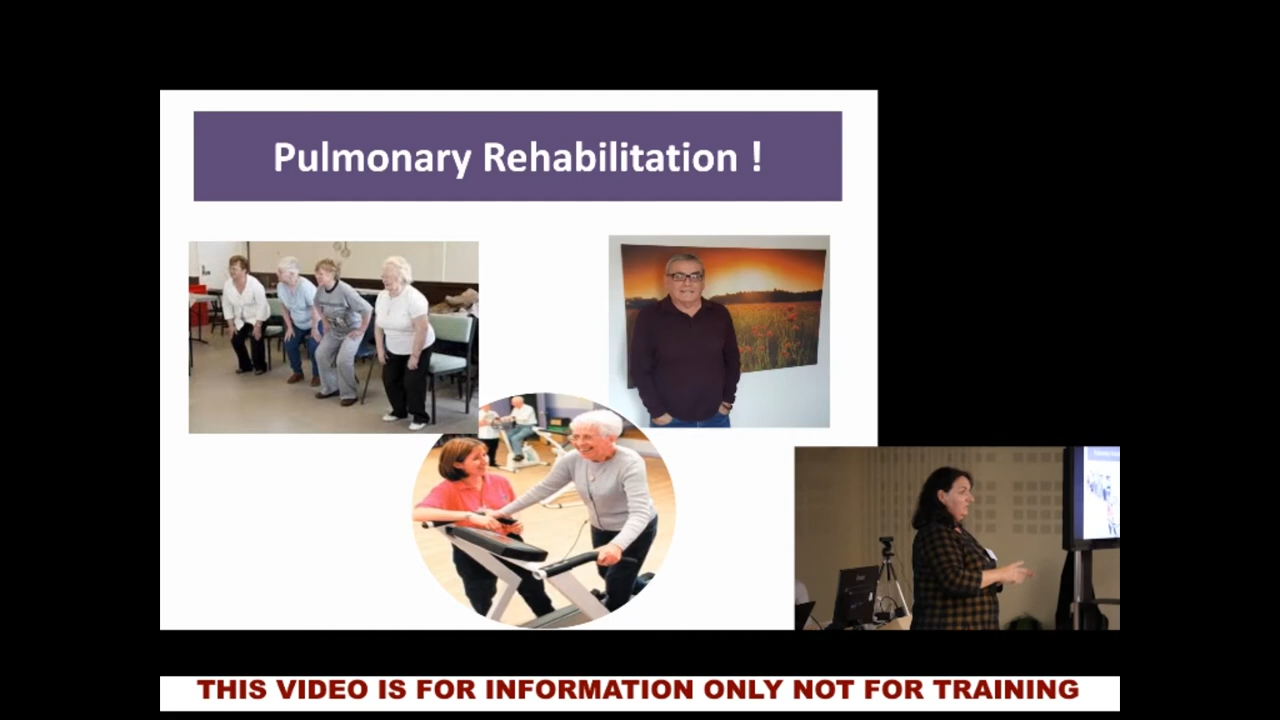 Pulmonary Rehabilitation !
THIS VIDEO IS FOR INFORMATION ONLY NOT FOR TRAINING